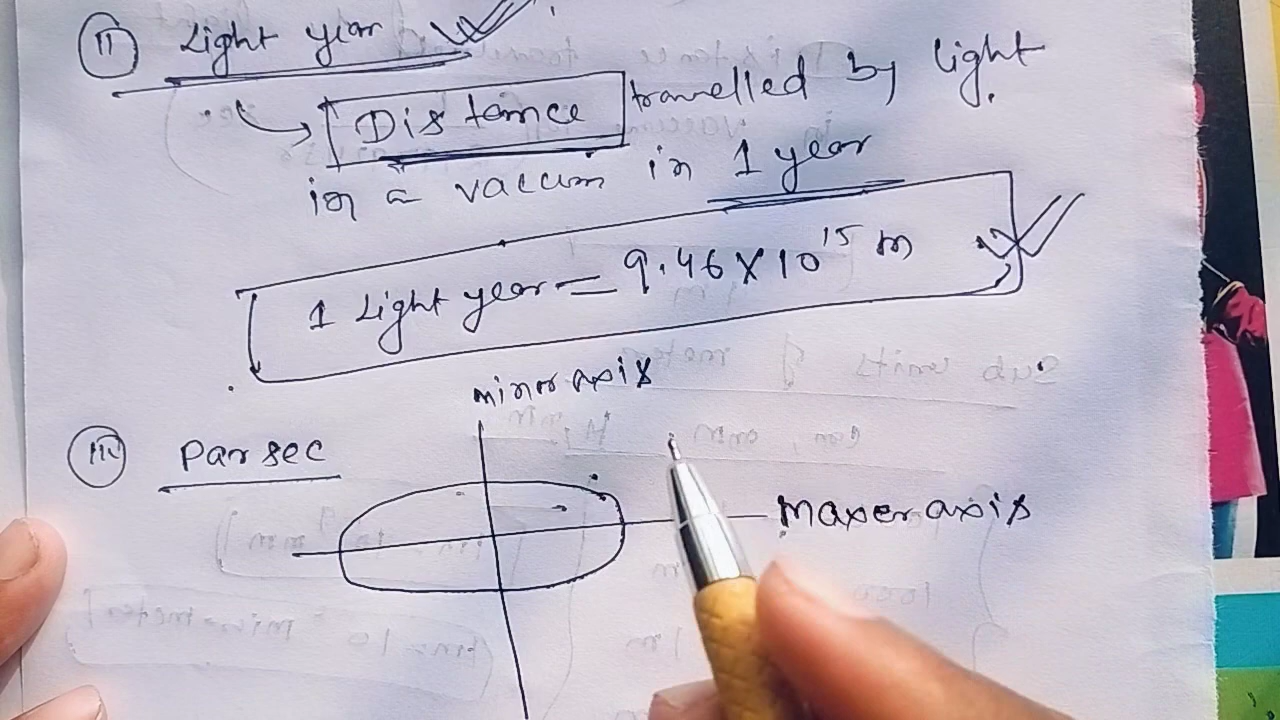 (II) Light year
Distance travelled by light.
in a vaccum in 1 year
1 Light year = 9.46 X 10^15 m
minor axis
(III) Parsec
Maxer axis